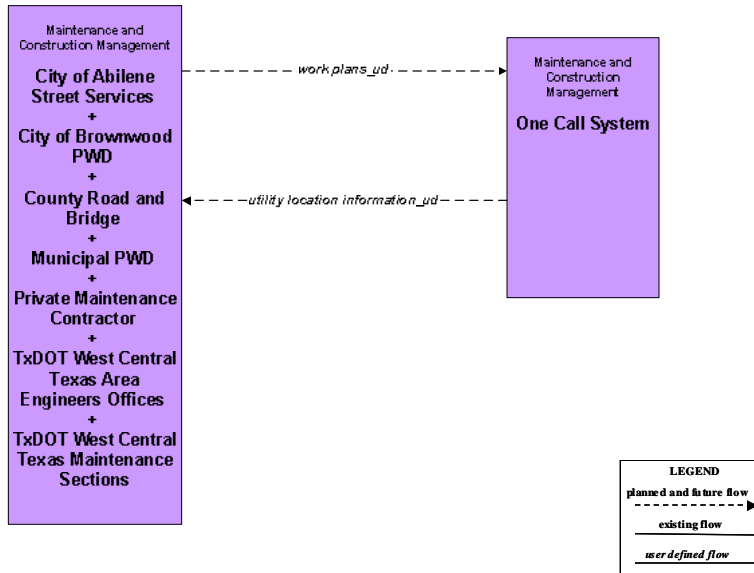 Maintenance and
Construction Management
City of Abilene
Street Services
+
City of Brownwood
PWD
+
County Road and
Bridge
+
Municipal PWD
+
Private Maintenance
Contractor
+
TxDOT West Central
Texas Area
Engineers Offices
+
TxDOT West Central
Texas Maintenance
Sections
work plans_ud
utility location information_ud
Maintenance and
Construction
Management
One Call System
LEGEND
planned and future flow
existing flow
user defined flow